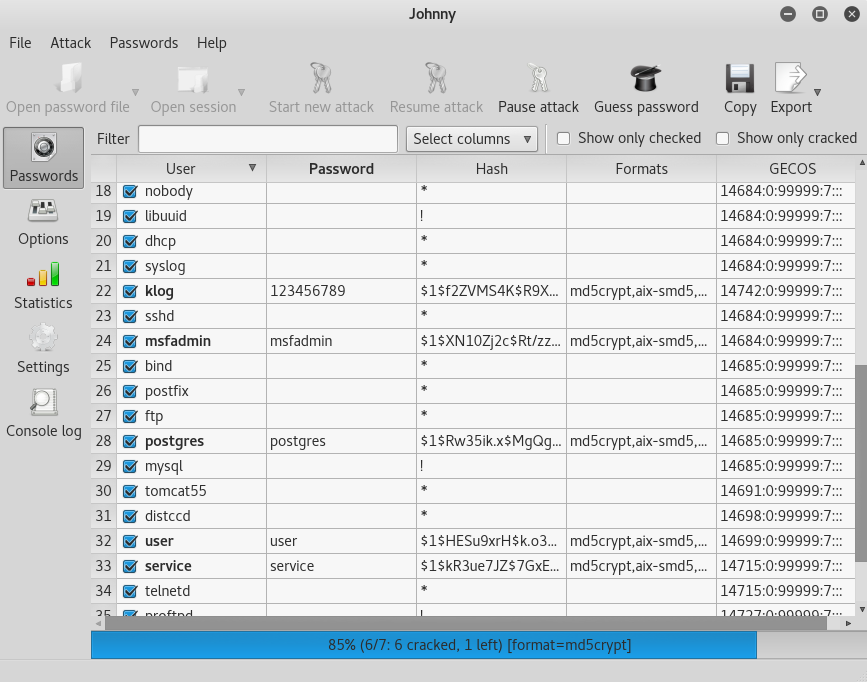 Johnny
File Attack Passwords Help
Open password file Open session Start new attack Resume attack Pause attack Guess password Copy Export
Filter Select columns Show only checked Show only cracked
Passwords
Options
Statistics
Settings
Console log
User Password Hash Formats GECOS
18 nobody * 14684:0:99999:7:::
19 libuuid ! 14684:0:99999:7:::
20 dhcp * 14684:0:99999:7:::
21 syslog * 14684:0:99999:7:::
22 klog 123456789 $1$f2ZVMS4K$R9X... md5crypt,aix-smd5,... 14742:0:99999:7:::
23 sshd * 14684:0:99999:7:::
24 msfadmin msfadmin $1$XN10Zj2c$Rt/zz... md5crypt,aix-smd5,... 14684:0:99999:7:::
25 bind * 14685:0:99999:7:::
26 postfix * 14685:0:99999:7:::
27 ftp * 14685:0:99999:7:::
28 postgres postgres $1$Rw35ik.x$MgQg... md5crypt,aix-smd5,... 14685:0:99999:7:::
29 mysql ! 14685:0:99999:7:::
30 tomcat55 * 14691:0:99999:7:::
31 distccd * 14698:0:99999:7:::
32 user user $1$HESu9xrH$k.o3... md5crypt,aix-smd5,... 14699:0:99999:7:::
33 service service $1$kR3ue7JZ$7GxE... md5crypt,aix-smd5,... 14715:0:99999:7:::
34 telnetd * 14715:0:99999:7:::
35 proftpd ! 14727:0:99999:7:::
85% (6/7: 6 cracked, 1 left) [format=md5crypt]